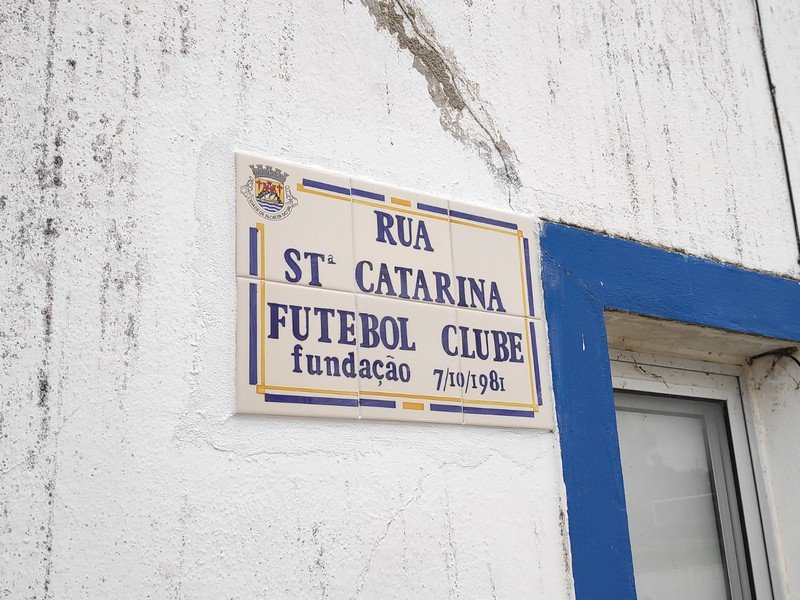 RUA
STª CATARINA
FUTEBOL CLUBE
fundação 7/10/1981